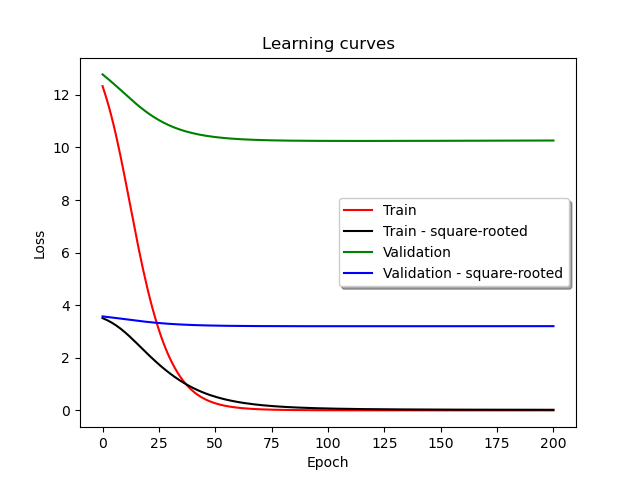 Learning curves
12
10
8
6
4
2
0
Loss
Train
Train - square-rooted
Validation
Validation - square-rooted
0 25 50 75 100 125 150 175 200
Epoch